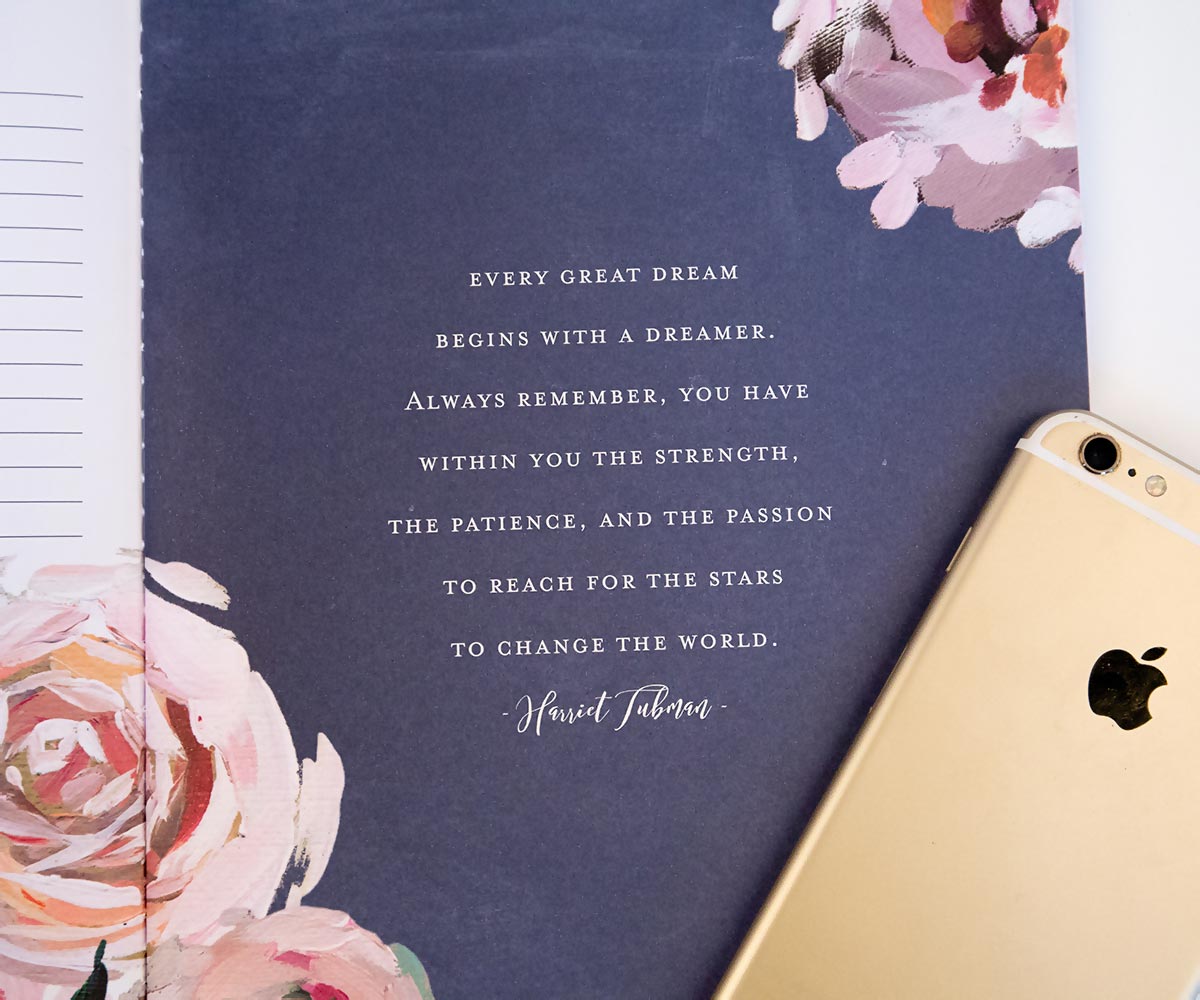 EVERY GREAT DREAM
BEGINS WITH A DREAMER.
ALWAYS REMEMBER, YOU HAVE
WITHIN YOU THE STRENGTH,
THE PATIENCE, AND THE PASSION
TO REACH FOR THE STARS
TO CHANGE THE WORLD.
- Harriet Tubman -